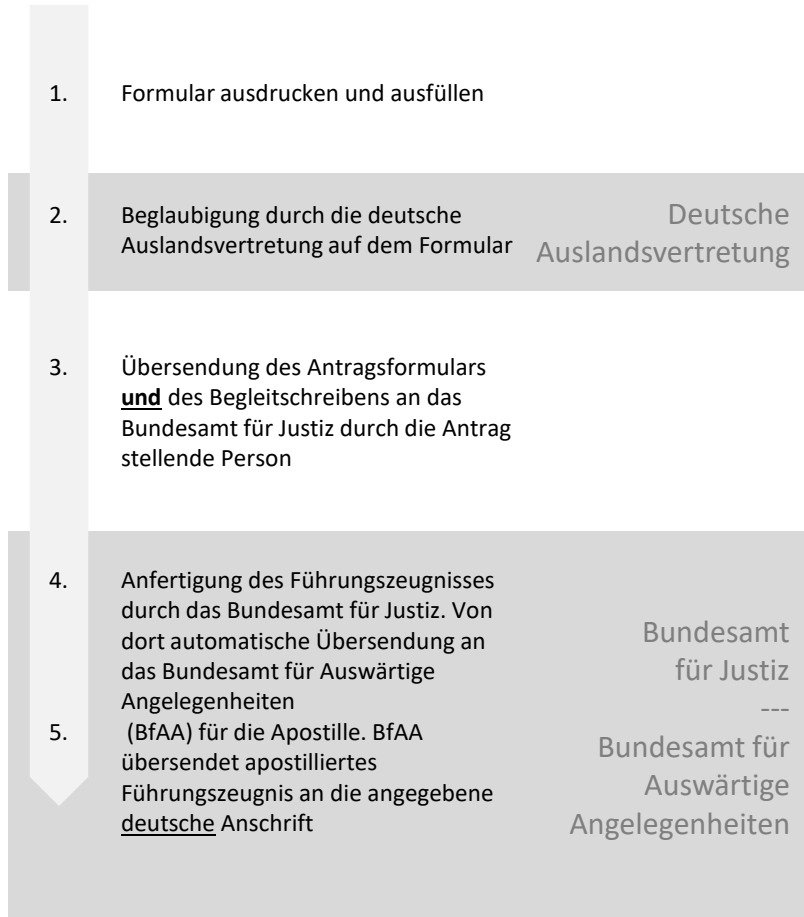 1. Formular ausdrucken und ausfüllen
2. Beglaubigung durch die deutsche
Auslandsvertretung auf dem Formular
Deutsche
Auslandsvertretung
3. Übersendung des Antragsformulars
und des Begleitschreibens an das
Bundesamt für Justiz durch die Antrag
stellende Person
4. Anfertigung des Führungszeugnisses
durch das Bundesamt für Justiz. Von
dort automatische Übersendung an
das Bundesamt für Auswärtige
Angelegenheiten
5. (BfAA) für die Apostille. BfAA
übersendet apostilliertes
Führungszeugnis an die angegebene
deutsche Anschrift
Bundesamt
für Justiz
---
Bundesamt für
Auswärtige
Angelegenheiten